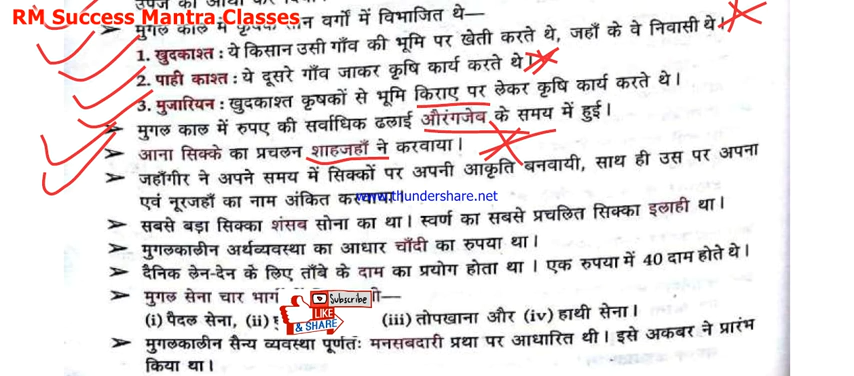 RM Success Mantra Classes
मुगल काल में कृषक तीन वर्गों में विभाजित थे—
1. खुदकाश्त : ये किसान उसी गाँव की भूमि पर खेती करते थे, जहाँ के वे निवासी थे।
2. पाही काश्त : ये दूसरे गाँव जाकर कृषि कार्य करते थे।
3. मुजारियन : खुदकाश्त कृषकों से भूमि किराए पर लेकर कृषि कार्य करते थे।
➢ मुगल काल में रुपए की सर्वाधिक ढलाई औरंगजेब के समय में हुई।
➢ आना सिक्के का प्रचलन शाहजहाँ ने करवाया।
➢ जहाँगीर ने अपने समय में सिक्कों पर अपनी आकृति बनवायी, साथ ही उस पर अपना
एवं नूरजहाँ का नाम अंकित करवाया।
www.thundershare.net
➢ सबसे बड़ा सिक्का शंसब सोना का था। स्वर्ण का सबसे प्रचलित सिक्का इलाही था।
➢ मुगलकालीन अर्थव्यवस्था का आधार चाँदी का रुपया था।
➢ दैनिक लेन-देन के लिए ताँबे के दाम का प्रयोग होता था । एक रुपया में 40 दाम होते थे।
➢ मुगल सेना चार
Subscribe
LIKE
& SHARE
(i) पैदल सेना, (ii) (iii) तोपखाना और (iv) हाथी सेना।
➢ मुगलकालीन सैन्य व्यवस्था पूर्णतः मनसबदारी प्रथा पर आधारित थी। इसे अकबर ने प्रारंभ
किया था।